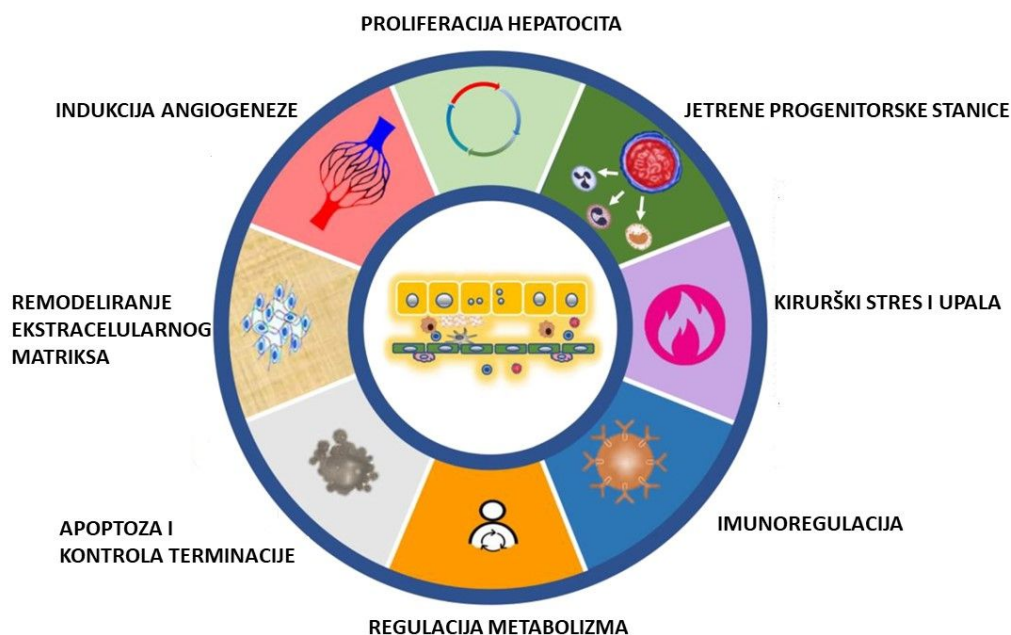 PROLIFERACIJA HEPATOCITA
INDUKCIJA ANGIOGENEZE
JETRENE PROGENITORSKE STANICE
REMODELIRANJE
EKSTRACELULARNOG
MATRIKSA
KIRURŠKI STRES I UPALA
APOPTOZA I
KONTROLA TERMINACIJE
IMUNOREGULACIJA
REGULACIJA METABOLIZMA